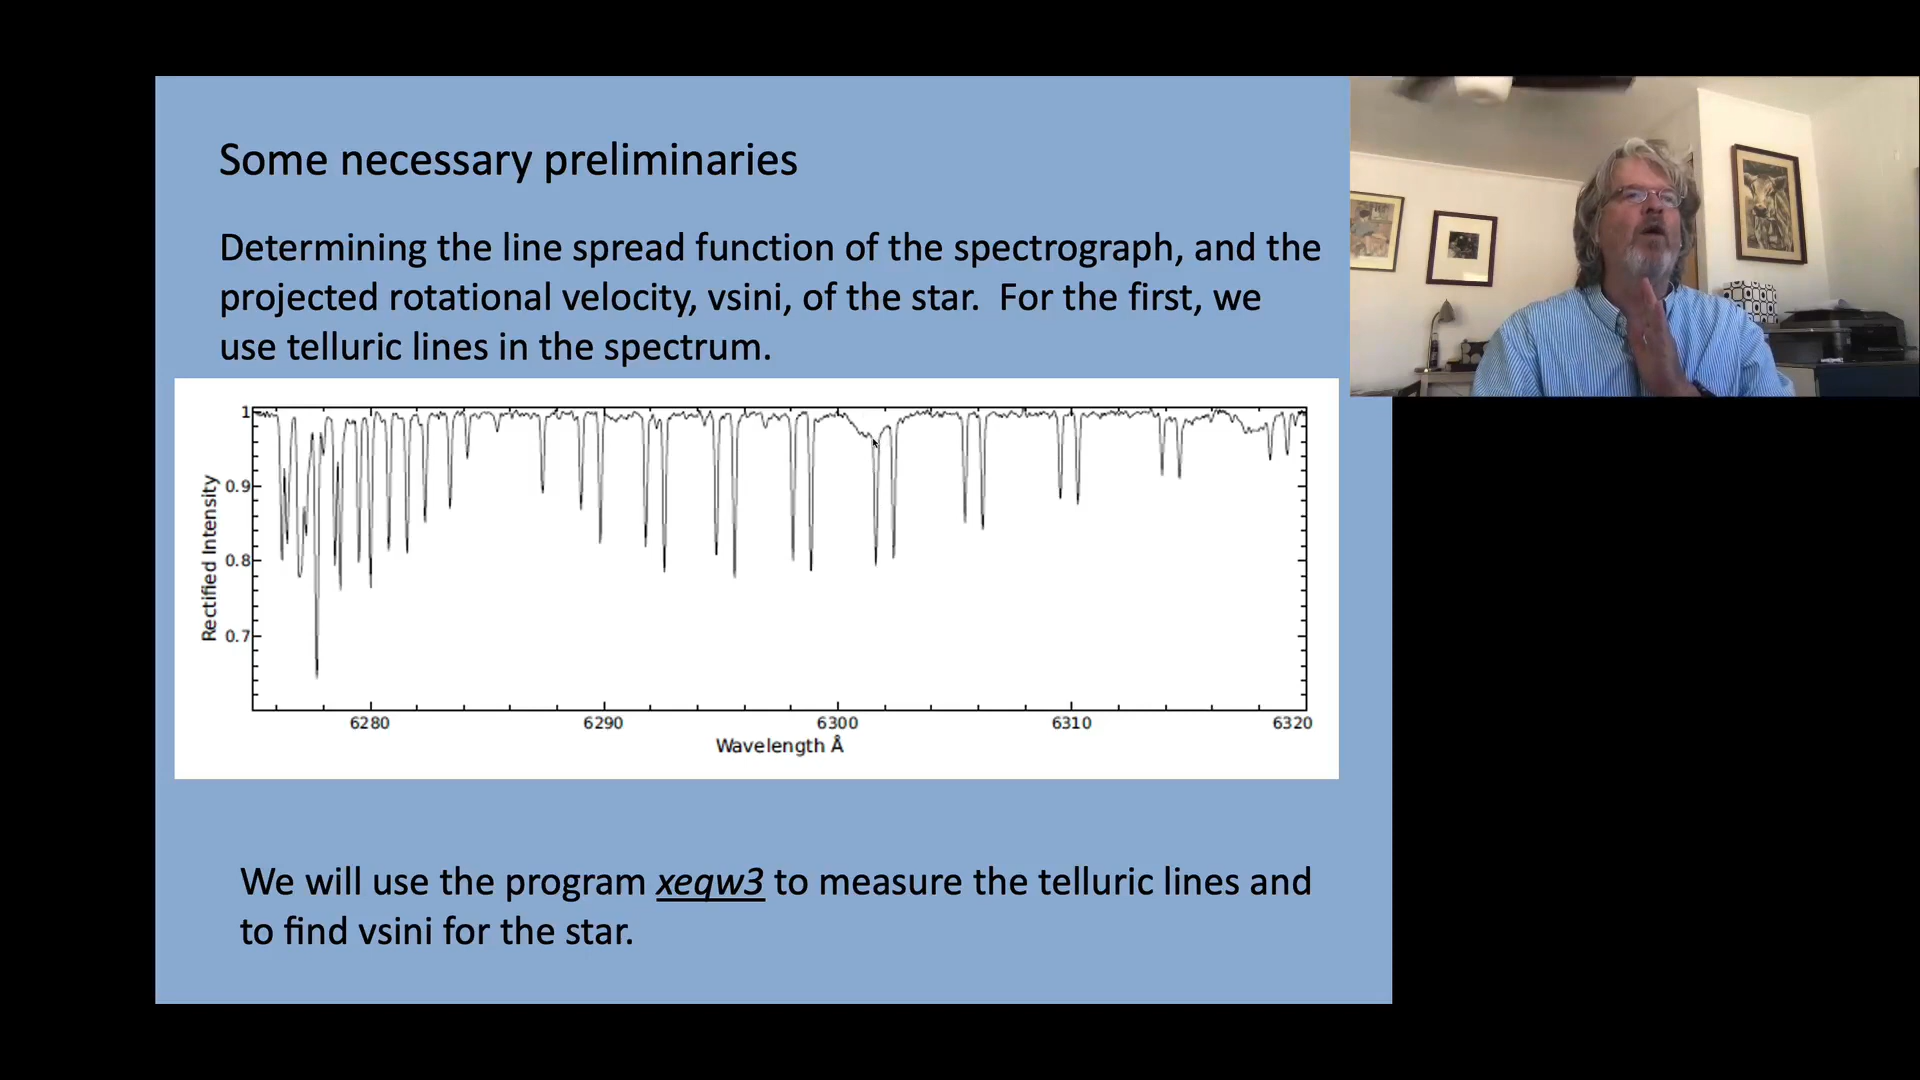 Some necessary preliminaries
Determining the line spread function of the spectrograph, and the
projected rotational velocity, vsini, of the star.  For the first, we
use telluric lines in the spectrum.
1
0.9
0.8
0.7
Rectified Intensity
6280 6290 6300 6310 6320
Wavelength Å
We will use the program xeqw3 to measure the telluric lines and
to find vsini for the star.